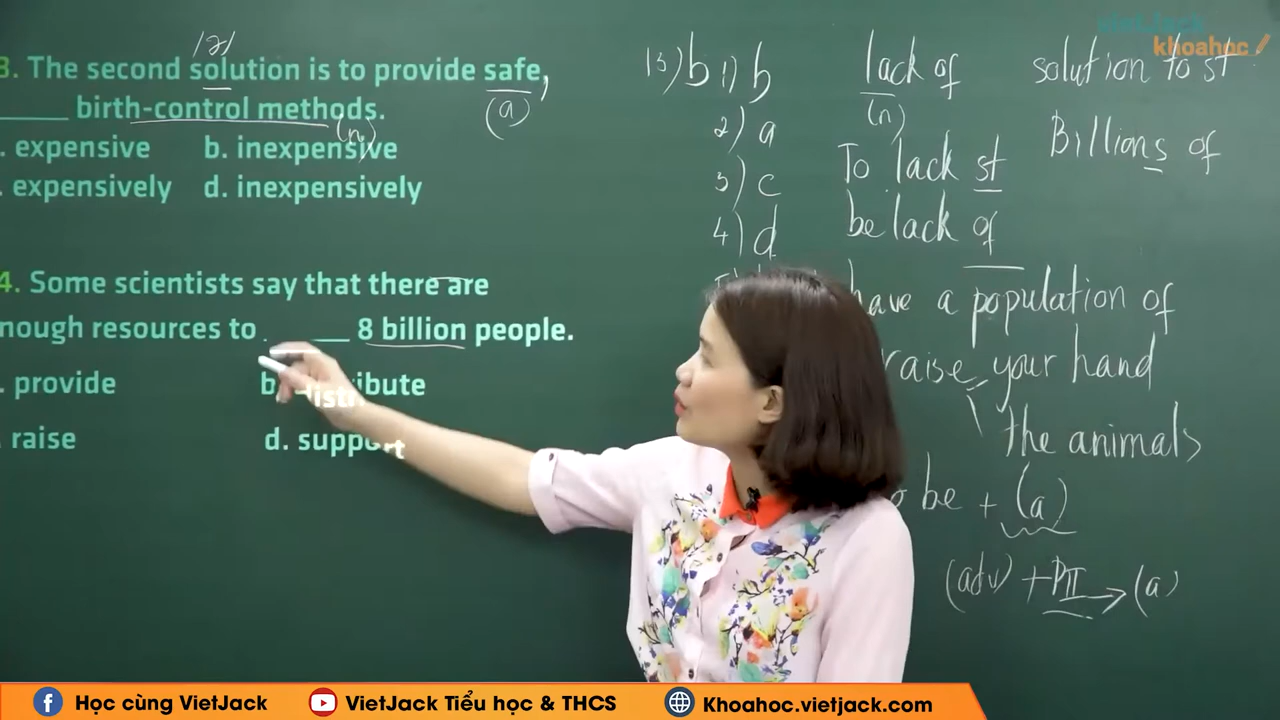 3. The second solution is to provide safe,
_____ birth-control methods.
. expensive b. inexpensive
. expensively d. inexpensively
4. Some scientists say that there are
nough resources to _____ 8 billion people.
. provide b. distribute
. raise d. support
/ə/
(a)
(n)
13) b
1) b
2) a
3) c
4) d
lack of
(n)
To lack st
be lack of
have a population of
raise your hand
the animals
be + (a)
(adv) + PII → (a)
solution to st
Billions of
vietJack
khoahoc
Học cùng VietJack
VietJack Tiểu học & THCS
Khoahoc.vietjack.com